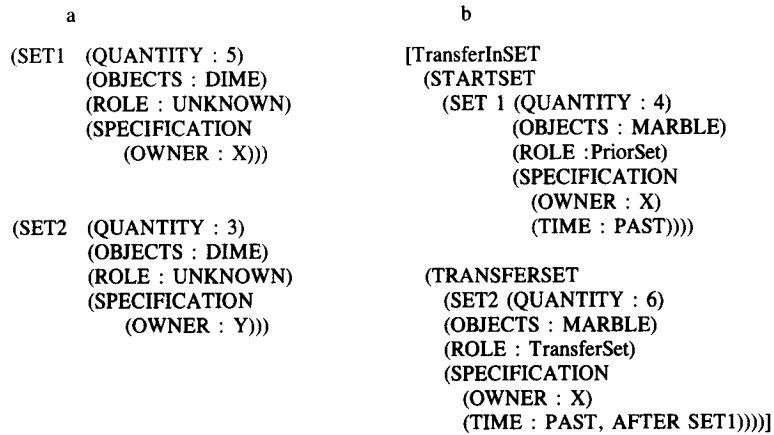 a
(SET1 (QUANTITY : 5)
(OBJECTS : DIME)
(ROLE : UNKNOWN)
(SPECIFICATION
(OWNER : X)))
(SET2 (QUANTITY : 3)
(OBJECTS : DIME)
(ROLE : UNKNOWN)
(SPECIFICATION
(OWNER : Y)))
b
[TransferInSET
(STARTSET
(SET 1 (QUANTITY : 4)
(OBJECTS : MARBLE)
(ROLE :PriorSet)
(SPECIFICATION
(OWNER : X)
(TIME : PAST))))
(TRANSFERSET
(SET2 (QUANTITY : 6)
(OBJECTS : MARBLE)
(ROLE : TransferSet)
(SPECIFICATION
(OWNER : X)
(TIME : PAST, AFTER SET1))))]